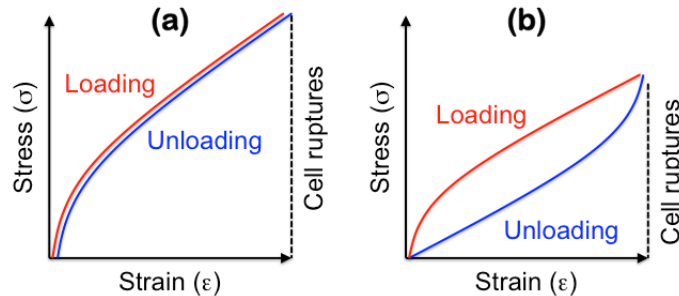 (a)
Stress (σ)
Loading
Unloading
Cell ruptures
Strain (ε)
(b)
Stress (σ)
Loading
Unloading
Cell ruptures
Strain (ε)